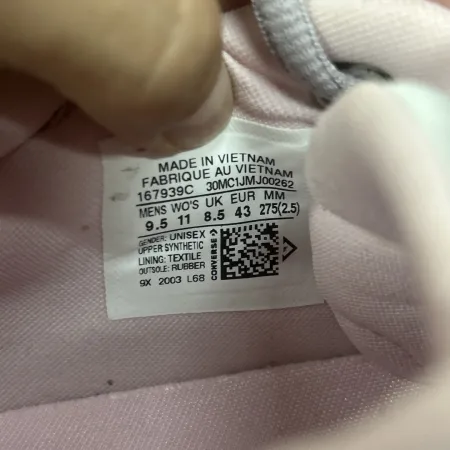 MADE IN VIETNAM
FABRIQUE AU VIETNAM
167939C 30MC1JMJ00262
MENS WO'S UK EUR MM
9.5 11 8.5 43 275(2.5)
GENDER: UNISEX
UPPER SYNTHETIC
LINING: TEXTILE
OUTSOLE: RUBBER
9X 2003 L68
CONVERSE